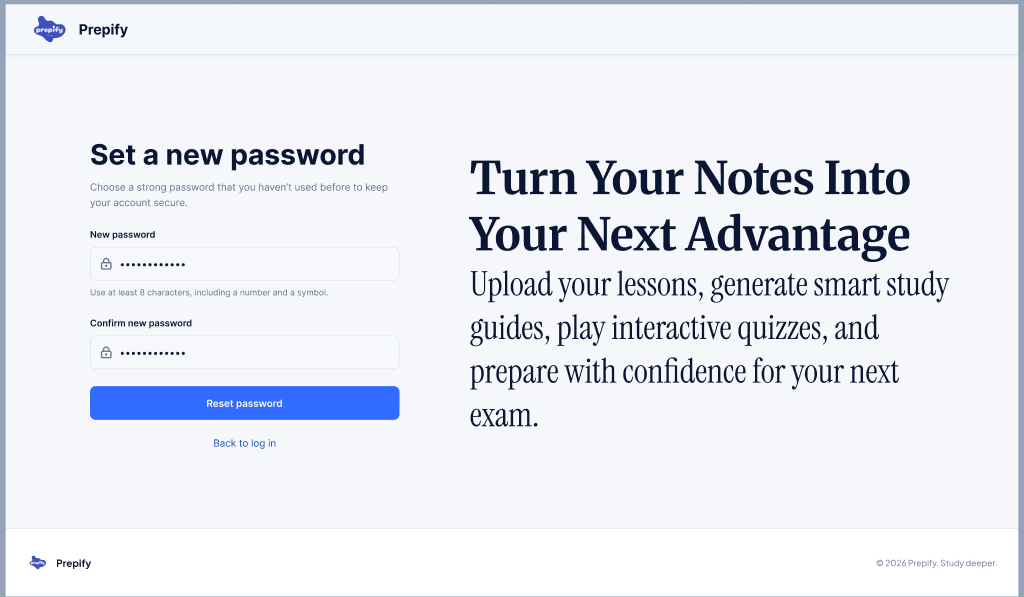 prepify
Prepify
Set a new password
Choose a strong password that you haven't used before to keep
your account secure.
New password
••••••••••••
Use at least 8 characters, including a number and a symbol.
Confirm new password
••••••••••••
Reset password
Back to log in
Turn Your Notes Into
Your Next Advantage
Upload your lessons, generate smart study
guides, play interactive quizzes, and
prepare with confidence for your next
exam.
prepify
Prepify
© 2026 Prepify. Study deeper.